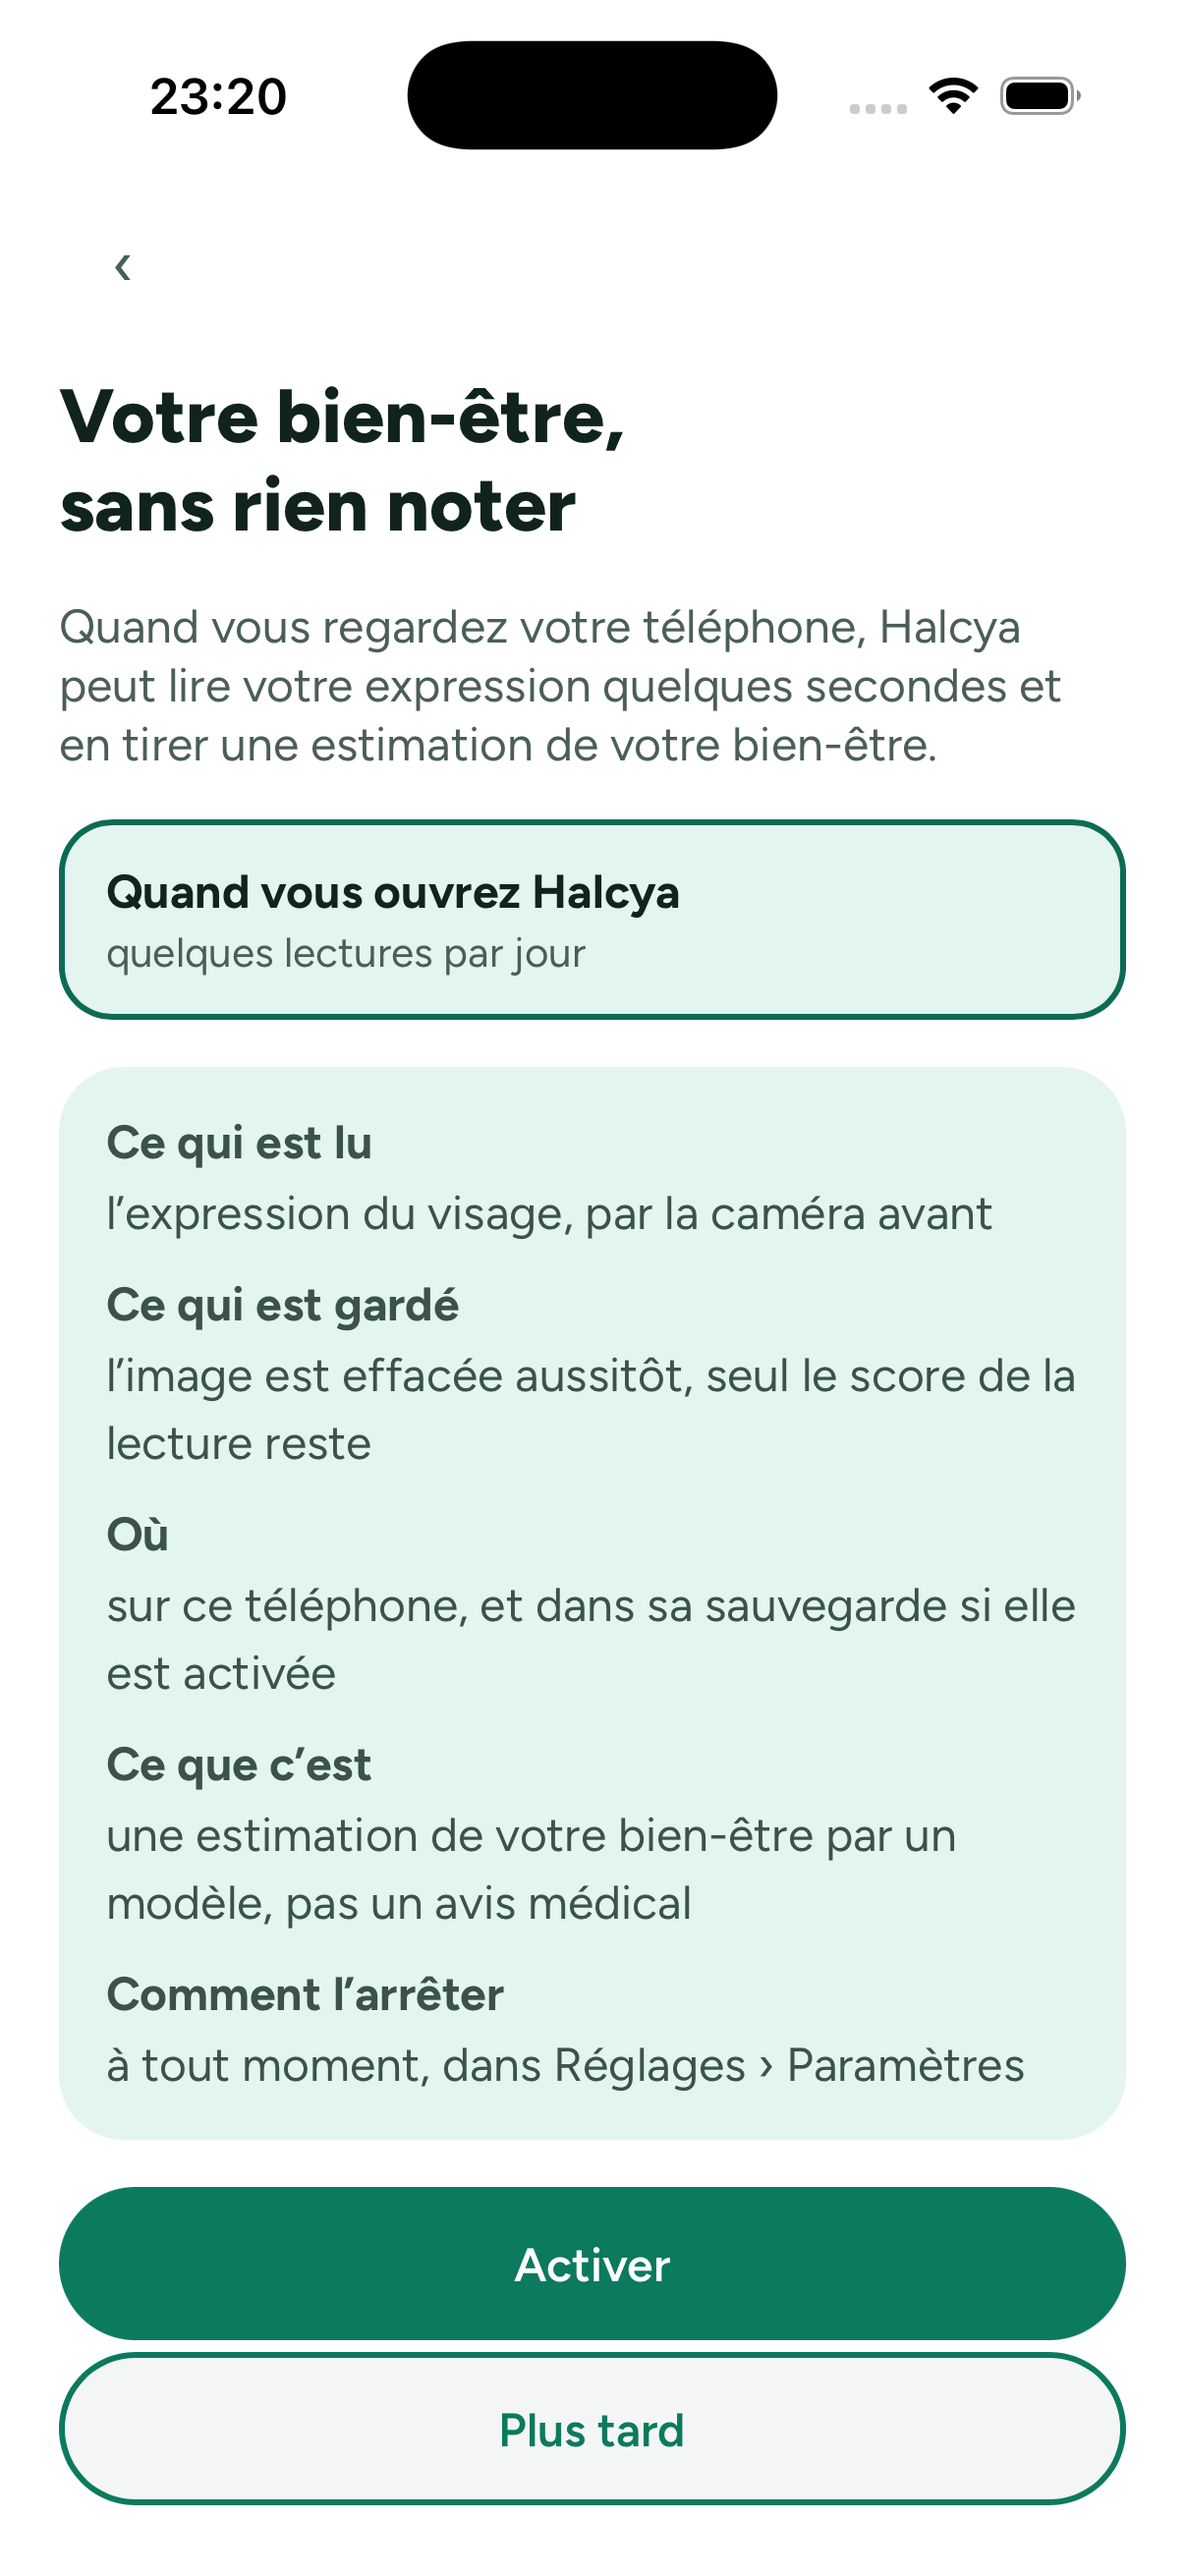 23:20
‹
Votre bien-être,
sans rien noter
Quand vous regardez votre téléphone, Halcya
peut lire votre expression quelques secondes et
en tirer une estimation de votre bien-être.
Quand vous ouvrez Halcya
quelques lectures par jour
Ce qui est lu
l’expression du visage, par la caméra avant
Ce qui est gardé
l’image est effacée aussitôt, seul le score de la
lecture reste
Où
sur ce téléphone, et dans sa sauvegarde si elle
est activée
Ce que c’est
une estimation de votre bien-être par un
modèle, pas un avis médical
Comment l’arrêter
à tout moment, dans Réglages › Paramètres
Activer
Plus tard